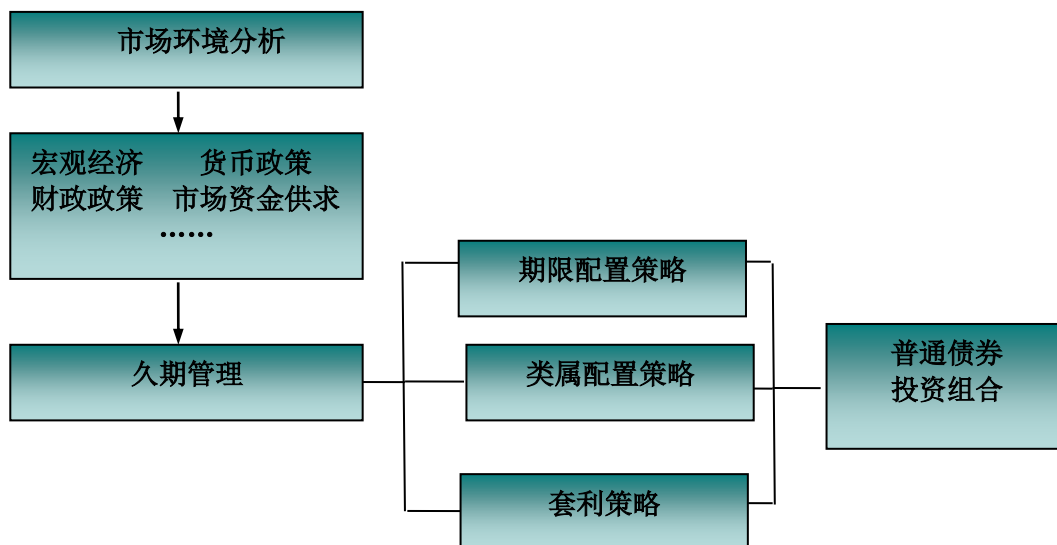 市场环境分析
宏观经济 货币政策
财政政策 市场资金供求
……
久期管理
期限配置策略
类属配置策略
套利策略
普通债券
投资组合